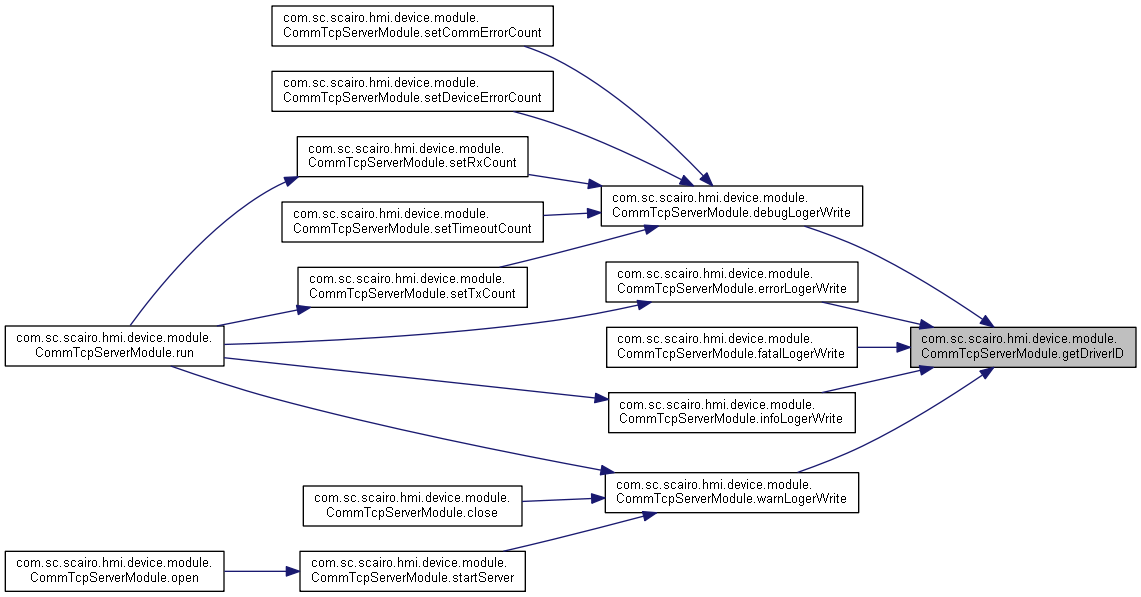 com.sc.scairo.hmi.device.module.
CommTcpServerModule.setCommErrorCount
com.sc.scairo.hmi.device.module.
CommTcpServerModule.setDeviceErrorCount
com.sc.scairo.hmi.device.module.
CommTcpServerModule.setRxCount
com.sc.scairo.hmi.device.module.
CommTcpServerModule.debugLogerWrite
com.sc.scairo.hmi.device.module.
CommTcpServerModule.setTimeoutCount
com.sc.scairo.hmi.device.module.
CommTcpServerModule.setTxCount
com.sc.scairo.hmi.device.module.
CommTcpServerModule.errorLogerWrite
com.sc.scairo.hmi.device.module.
CommTcpServerModule.run
com.sc.scairo.hmi.device.module.
CommTcpServerModule.fatalLogerWrite
com.sc.scairo.hmi.device.module.
CommTcpServerModule.getDriverID
com.sc.scairo.hmi.device.module.
CommTcpServerModule.infoLogerWrite
com.sc.scairo.hmi.device.module.
CommTcpServerModule.warnLogerWrite
com.sc.scairo.hmi.device.module.
CommTcpServerModule.close
com.sc.scairo.hmi.device.module.
CommTcpServerModule.open
com.sc.scairo.hmi.device.module.
CommTcpServerModule.startServer